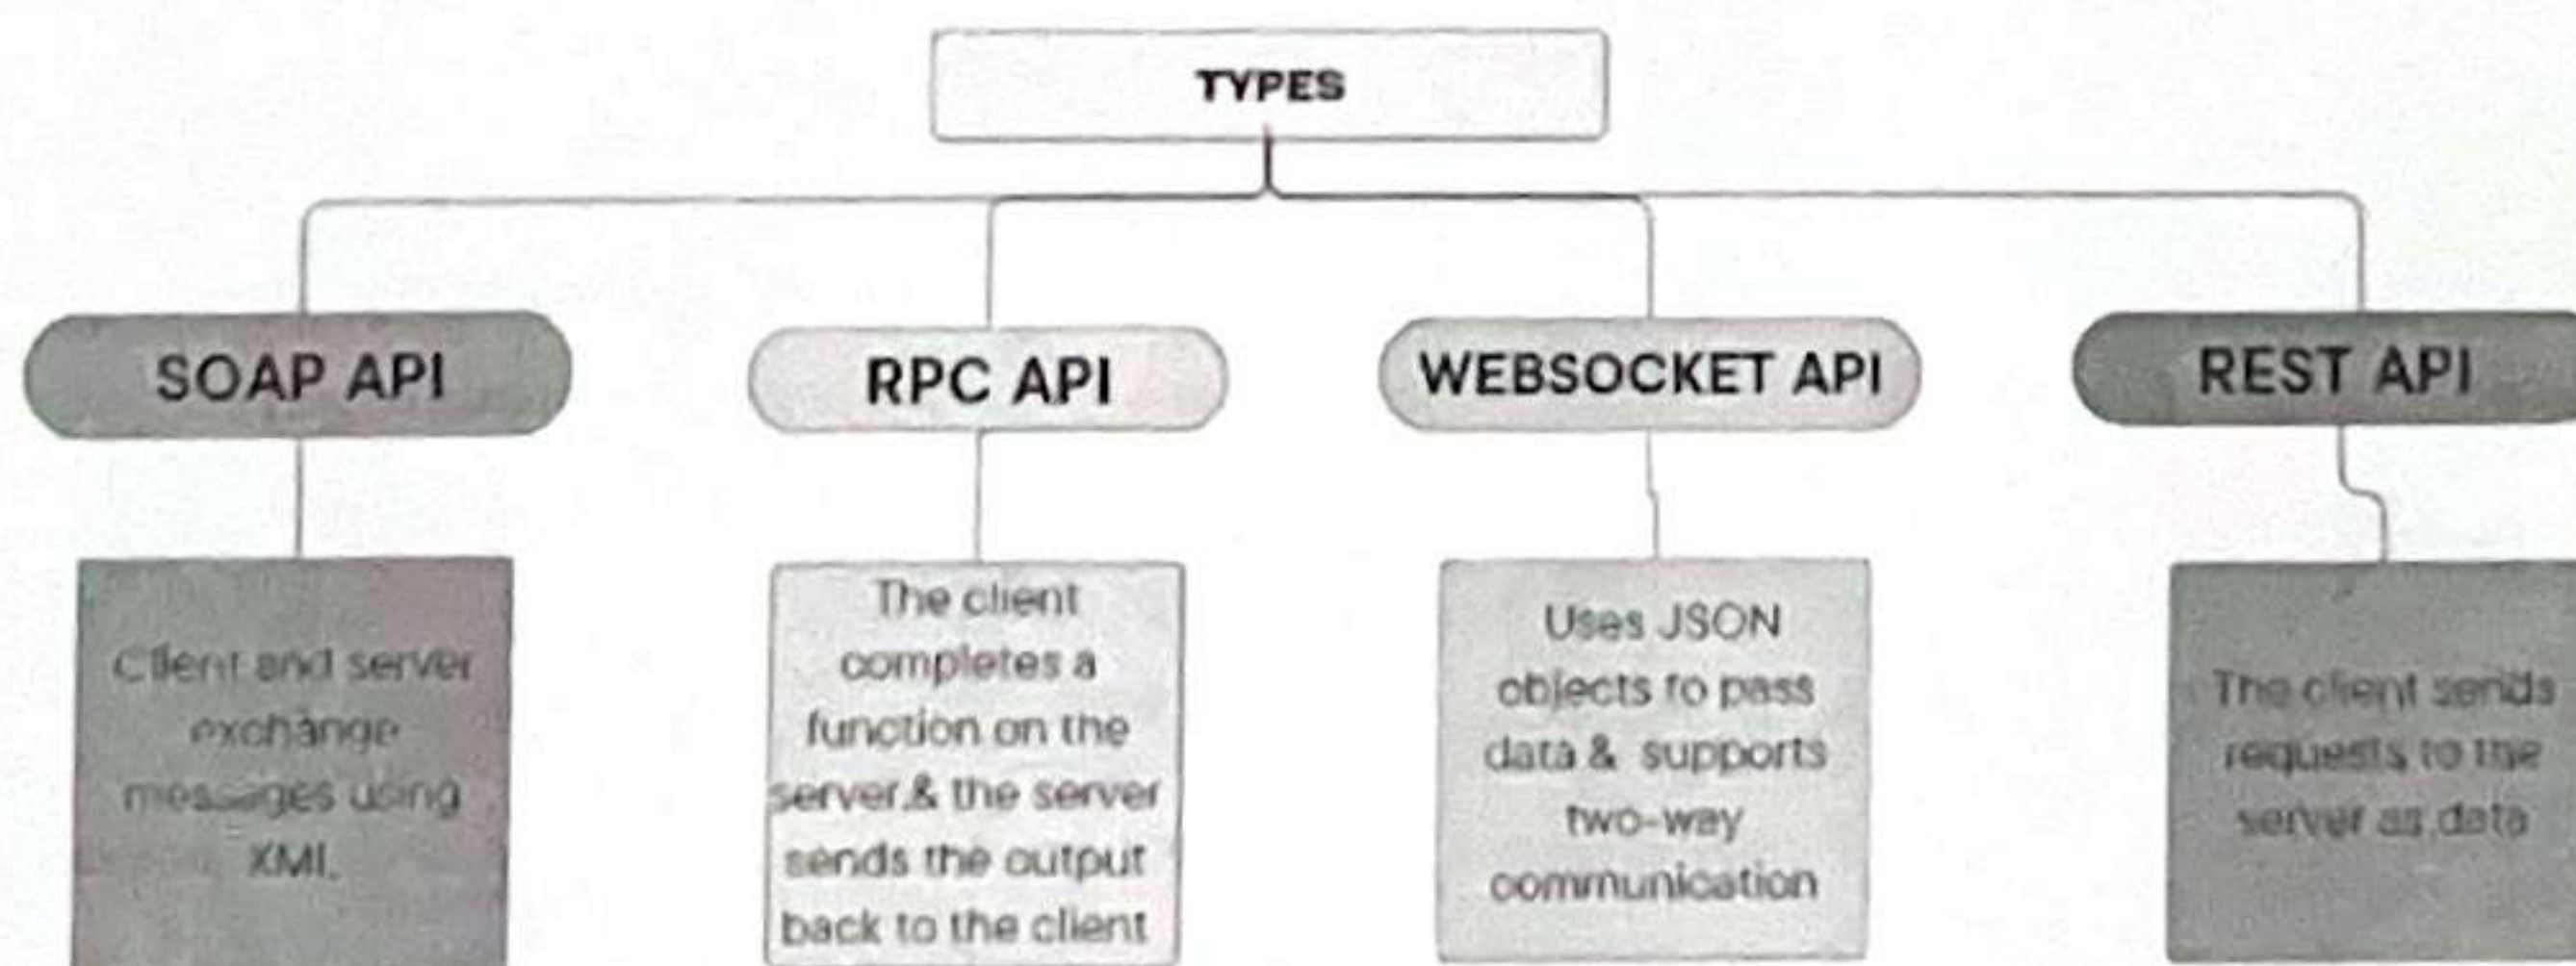 TYPES
SOAP API
RPC API
WEBSOCKET API
REST API
Client and server
exchange
messages using
XML.
The client
completes a
function on the
server,& the server
sends the output
back to the client
Uses JSON
objects to pass
data & supports
two-way
communication
The client sends
requests to the
server as data